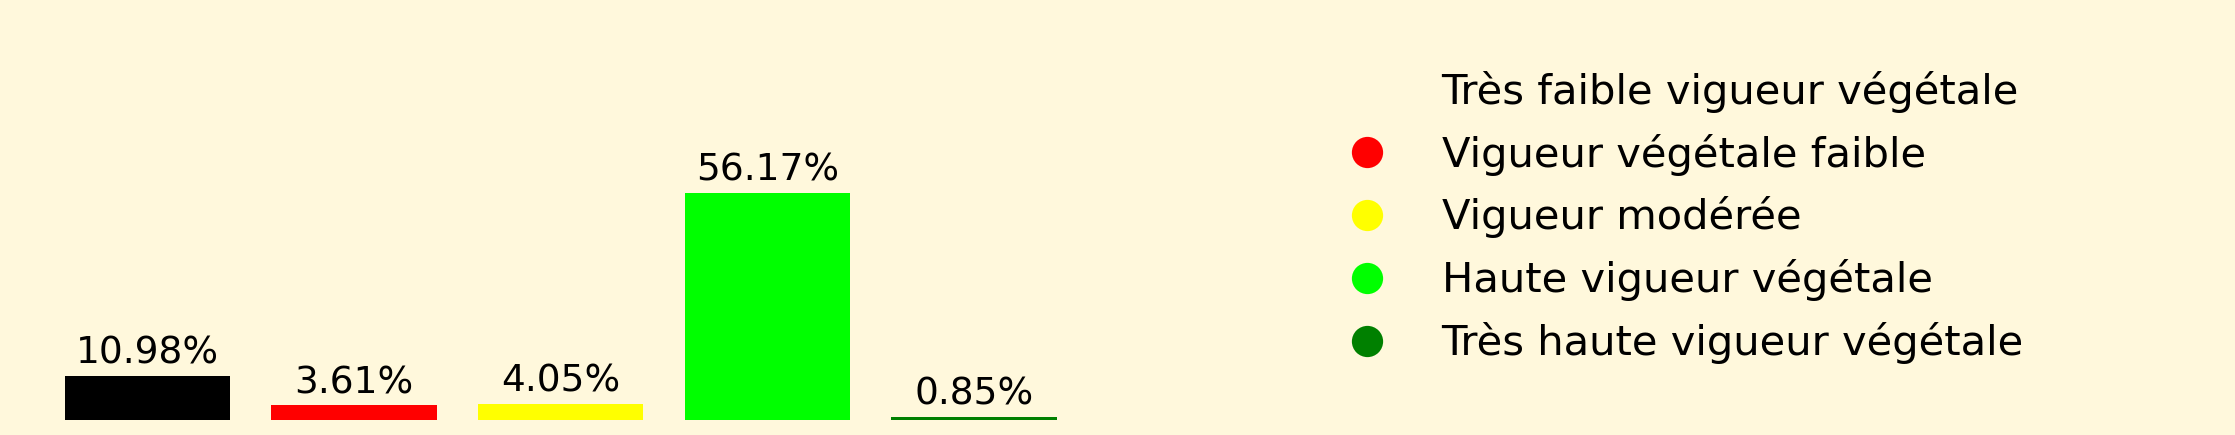 10.98%
3.61%
4.05%
56.17%
0.85%
Très faible vigueur végétale
Vigueur végétale faible
Vigueur modérée
Haute vigueur végétale
Très haute vigueur végétale